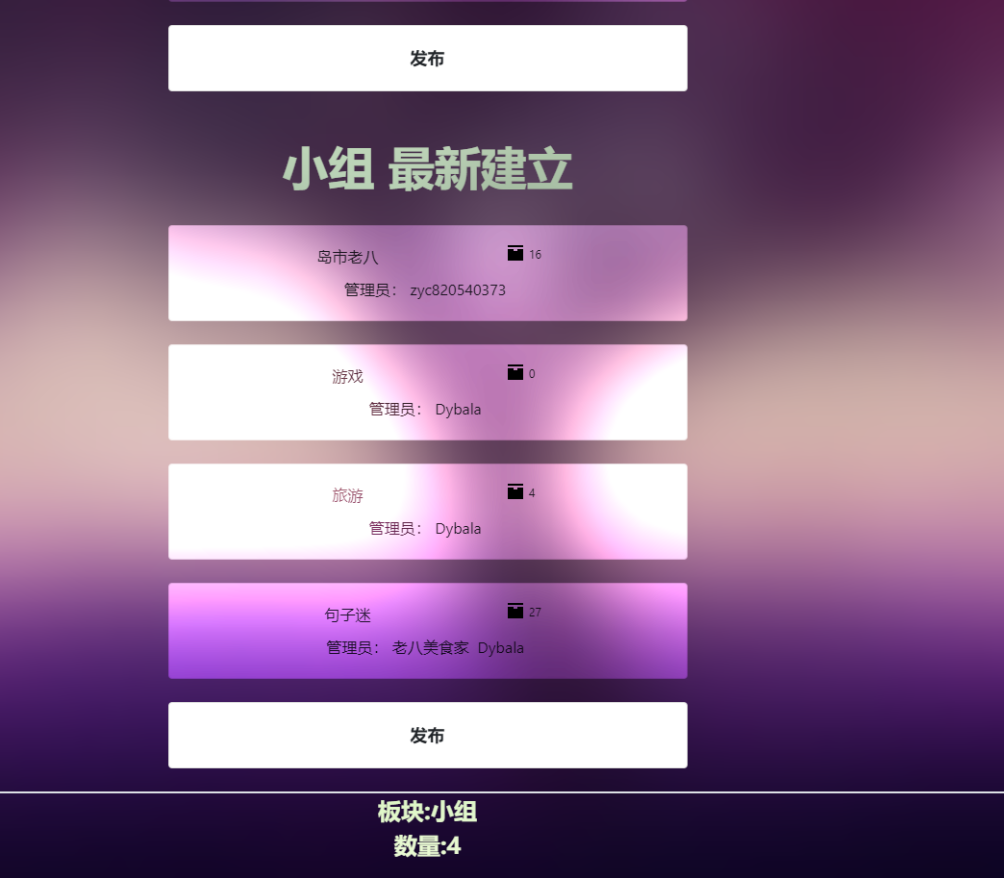 发布
小组 最新建立
岛市老八 16
管理员： zyc820540373
游戏 0
管理员： Dybala
旅游 4
管理员： Dybala
句子迷 27
管理员： 老八美食家 Dybala
发布
板块:小组
数量:4